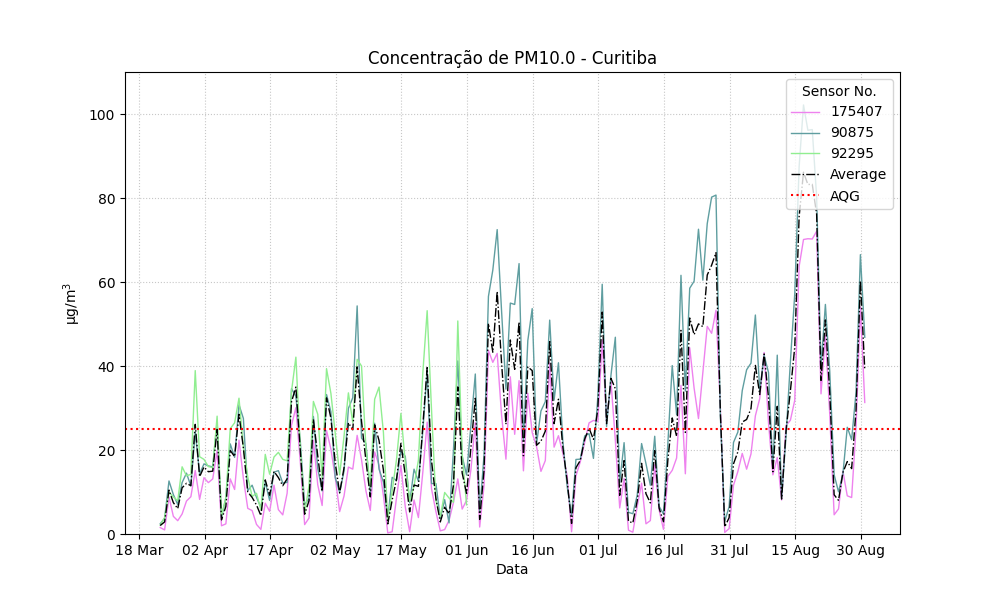 Concentração de PM10.0 - Curitiba
Sensor No.
175407
90875
92295
Average
AQG
100
80
60
40
20
0
µg/m³
18 Mar 02 Apr 17 Apr 02 May 17 May 01 Jun 16 Jun 01 Jul 16 Jul 31 Jul 15 Aug 30 Aug
Data